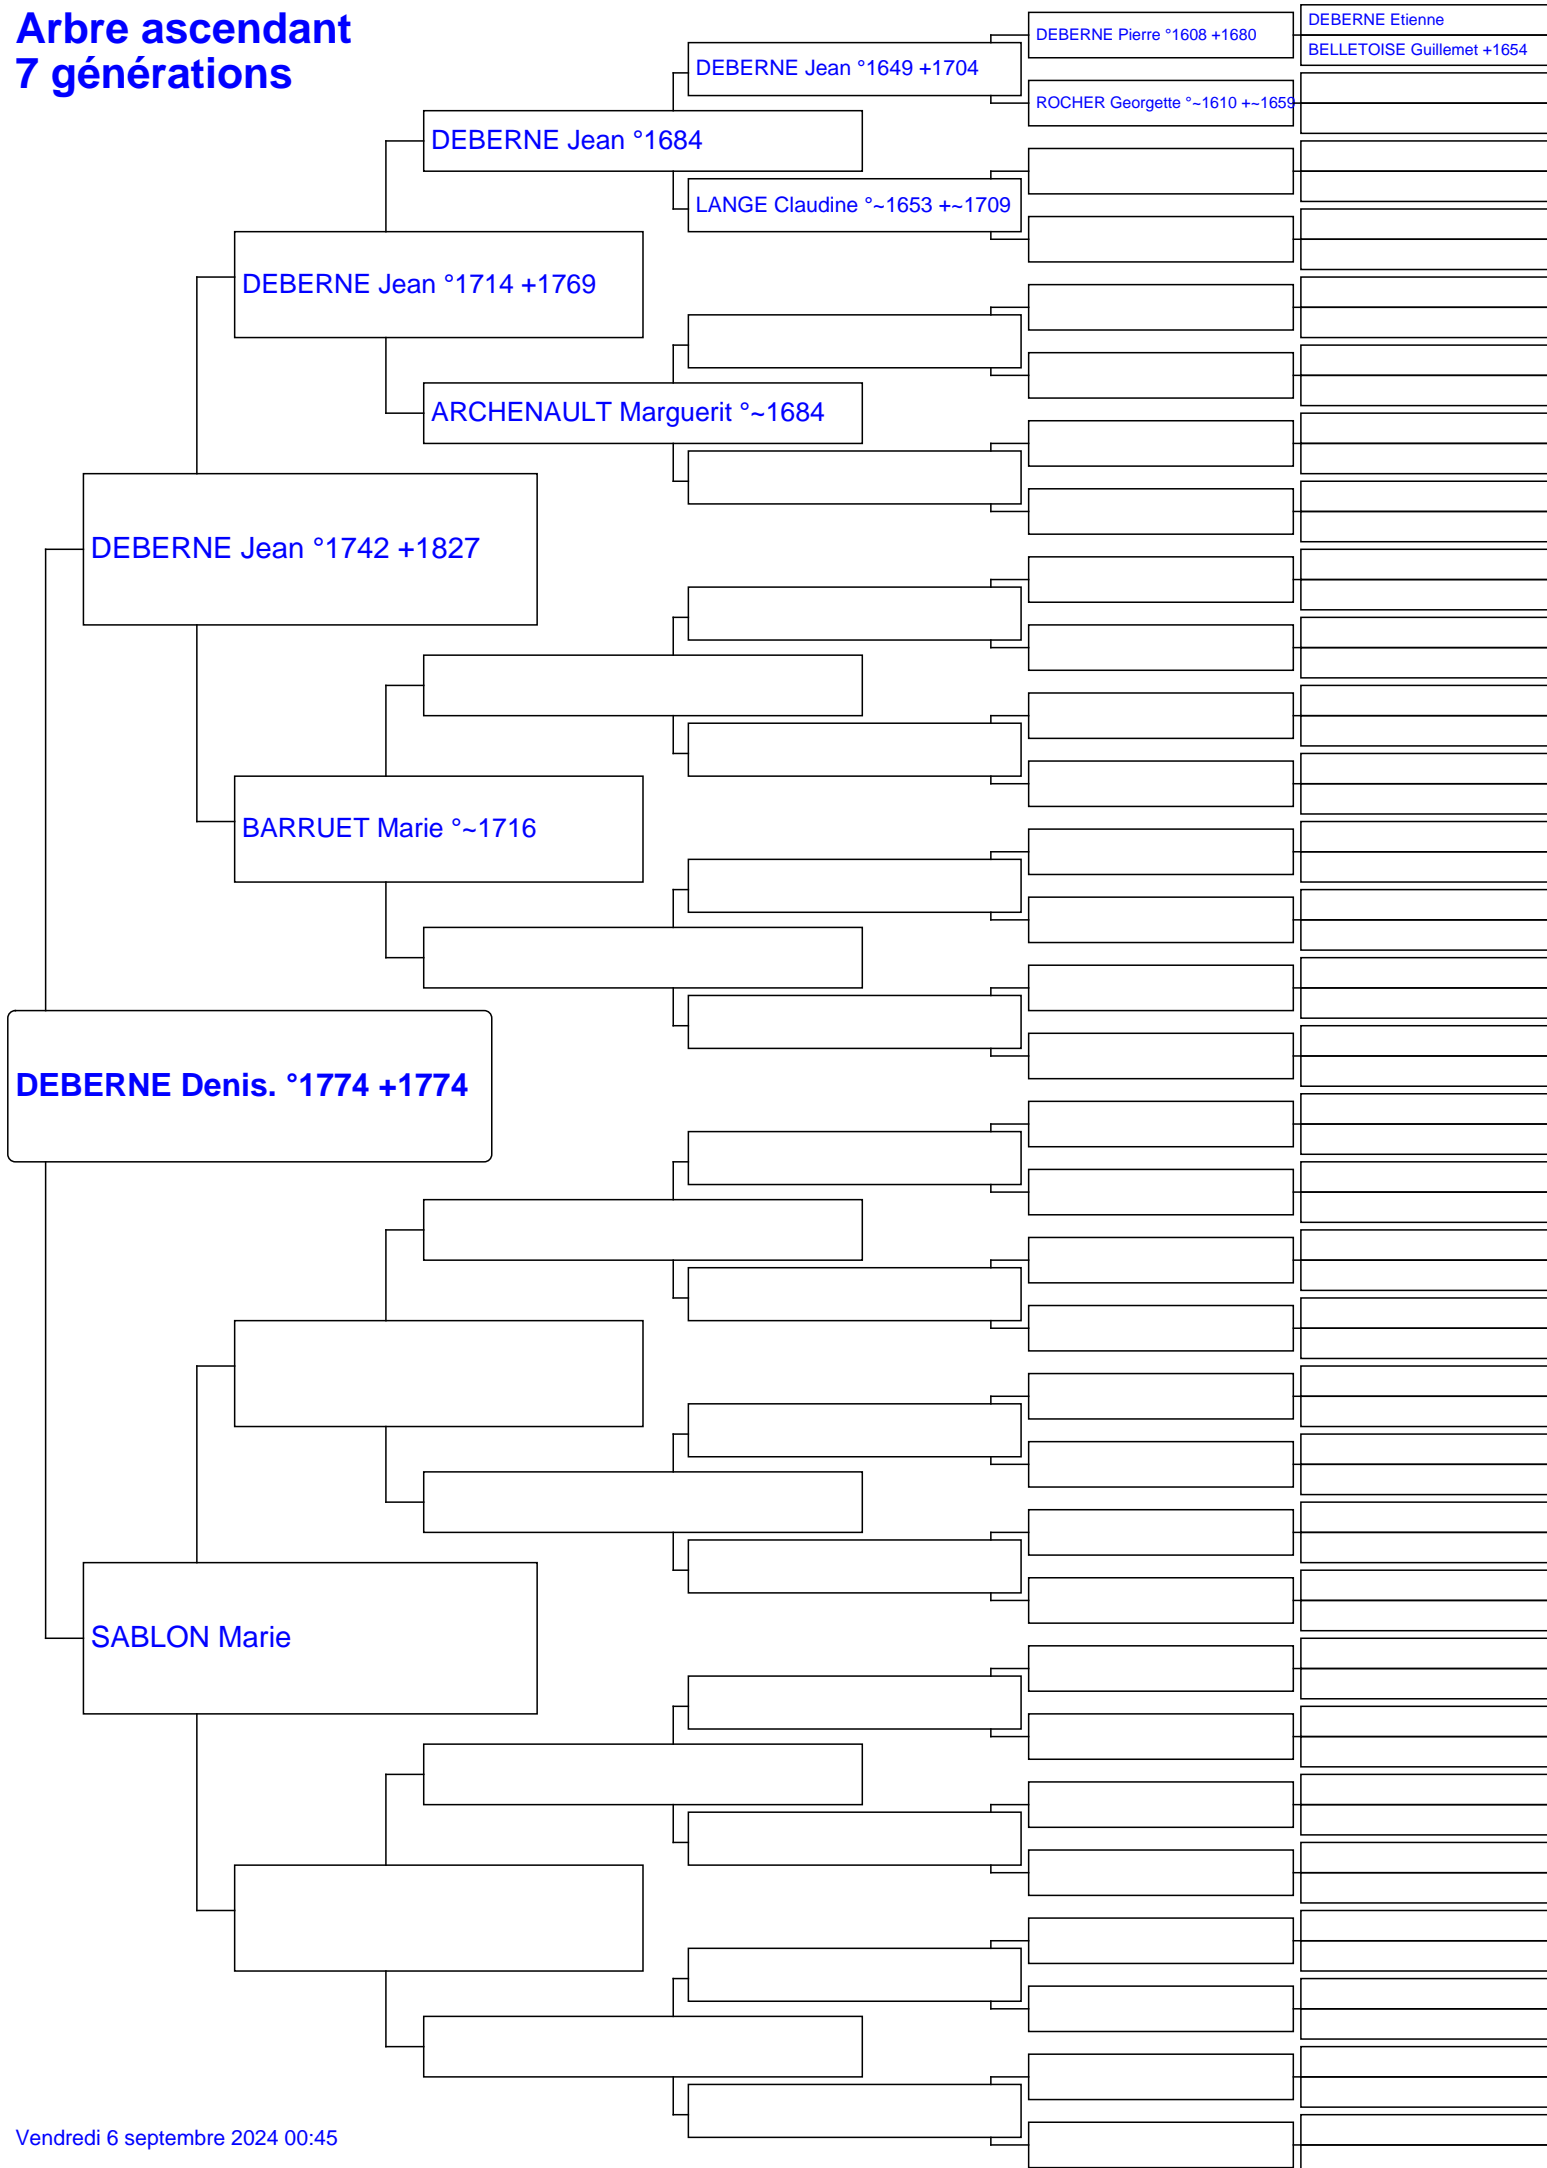 Arbre ascendant
7 générations
DEBERNE Etienne
DEBERNE Pierre °1608 +1680
BELLETOISE Guillemet +1654
DEBERNE Jean °1649 +1704
ROCHER Georgette °~1610 +~1659
DEBERNE Jean °1684
LANGE Claudine °~1653 +~1709
DEBERNE Jean °1714 +1769
ARCHENAULT Marguerit °~1684
DEBERNE Jean °1742 +1827
BARRUET Marie °~1716
DEBERNE Denis. °1774 +1774
SABLON Marie
Vendredi 6 septembre 2024 00:45